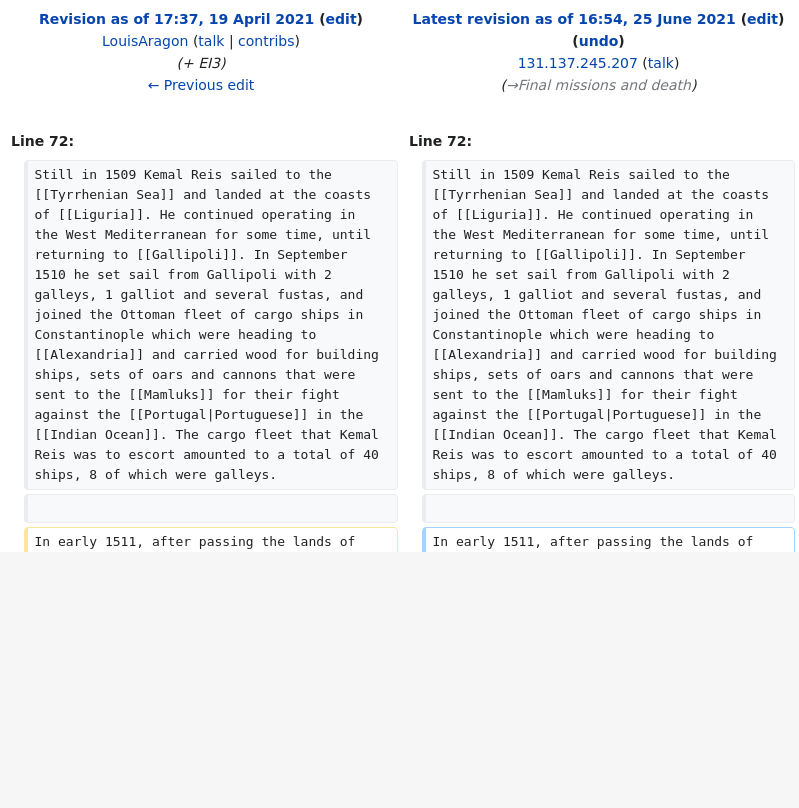 Revision as of 17:37, 19 April 2021 (edit)
LouisAragon (talk | contribs)
(+ EI3)
← Previous edit
Latest revision as of 16:54, 25 June 2021 (edit)
(undo)
131.137.245.207 (talk)
(→Final missions and death)
Line 72:
Still in 1509 Kemal Reis sailed to the
[[Tyrrhenian Sea]] and landed at the coasts
of [[Liguria]]. He continued operating in
the West Mediterranean for some time, until
returning to [[Gallipoli]]. In September
1510 he set sail from Gallipoli with 2
galleys, 1 galliot and several fustas, and
joined the Ottoman fleet of cargo ships in
Constantinople which were heading to
[[Alexandria]] and carried wood for building
ships, sets of oars and cannons that were
sent to the [[Mamluks]] for their fight
against the [[Portugal|Portuguese]] in the
[[Indian Ocean]]. The cargo fleet that Kemal
Reis was to escort amounted to a total of 40
ships, 8 of which were galleys.
In early 1511, after passing the lands of
Line 72:
Still in 1509 Kemal Reis sailed to the
[[Tyrrhenian Sea]] and landed at the coasts
of [[Liguria]]. He continued operating in
the West Mediterranean for some time, until
returning to [[Gallipoli]]. In September
1510 he set sail from Gallipoli with 2
galleys, 1 galliot and several fustas, and
joined the Ottoman fleet of cargo ships in
Constantinople which were heading to
[[Alexandria]] and carried wood for building
ships, sets of oars and cannons that were
sent to the [[Mamluks]] for their fight
against the [[Portugal|Portuguese]] in the
[[Indian Ocean]]. The cargo fleet that Kemal
Reis was to escort amounted to a total of 40
ships, 8 of which were galleys.
In early 1511, after passing the lands of